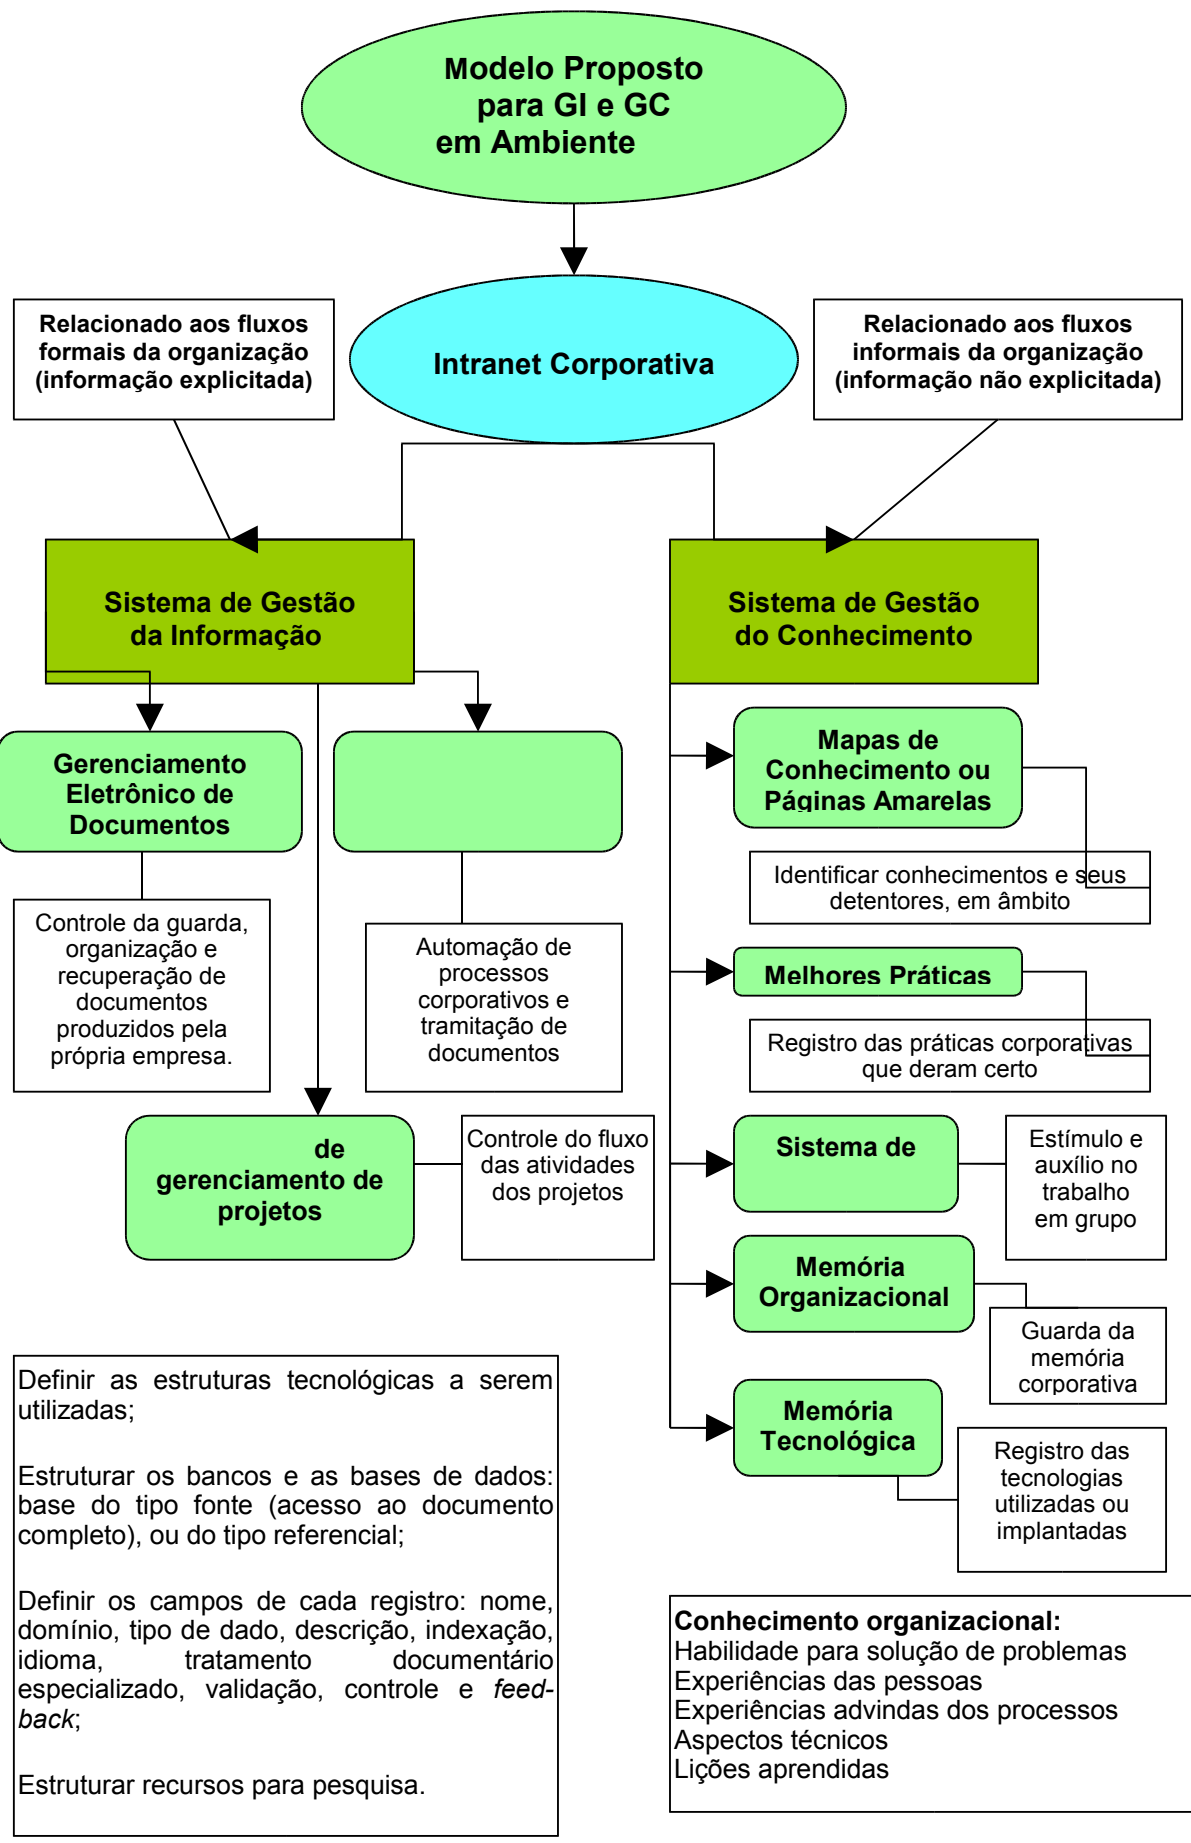 Modelo Proposto
para GI e GC
em Ambiente
Relacionado aos fluxos
formais da organização
(informação explicitada)
Intranet Corporativa
Relacionado aos fluxos
informais da organização
(informação não explicitada)
Sistema de Gestão
da Informação
Sistema de Gestão
do Conhecimento
Gerenciamento
Eletrônico de
Documentos
Controle da guarda,
organização e
recuperação de
documentos
produzidos pela
própria empresa.
Automação de
processos
corporativos e
tramitação de
documentos
de
gerenciamento de
projetos
Controle do fluxo
das atividades
dos projetos
Mapas de
Conhecimento ou
Páginas Amarelas
Identificar conhecimentos e seus
detentores, em âmbito
Melhores Práticas
Registro das práticas corporativas
que deram certo
Sistema de
Estímulo e
auxílio no
trabalho
em grupo
Memória
Organizacional
Guarda da
memória
corporativa
Memória
Tecnológica
Registro das
tecnologias
utilizadas ou
implantadas
Definir as estruturas tecnológicas a serem
utilizadas;
Estruturar os bancos e as bases de dados:
base do tipo fonte (acesso ao documento
completo), ou do tipo referencial;
Definir os campos de cada registro: nome,
domínio, tipo de dado, descrição, indexação,
idioma, tratamento documentário
especializado, validação, controle e feed-
back;
Estruturar recursos para pesquisa.
Conhecimento organizacional:
Habilidade para solução de problemas
Experiências das pessoas
Experiências advindas dos processos
Aspectos técnicos
Lições aprendidas